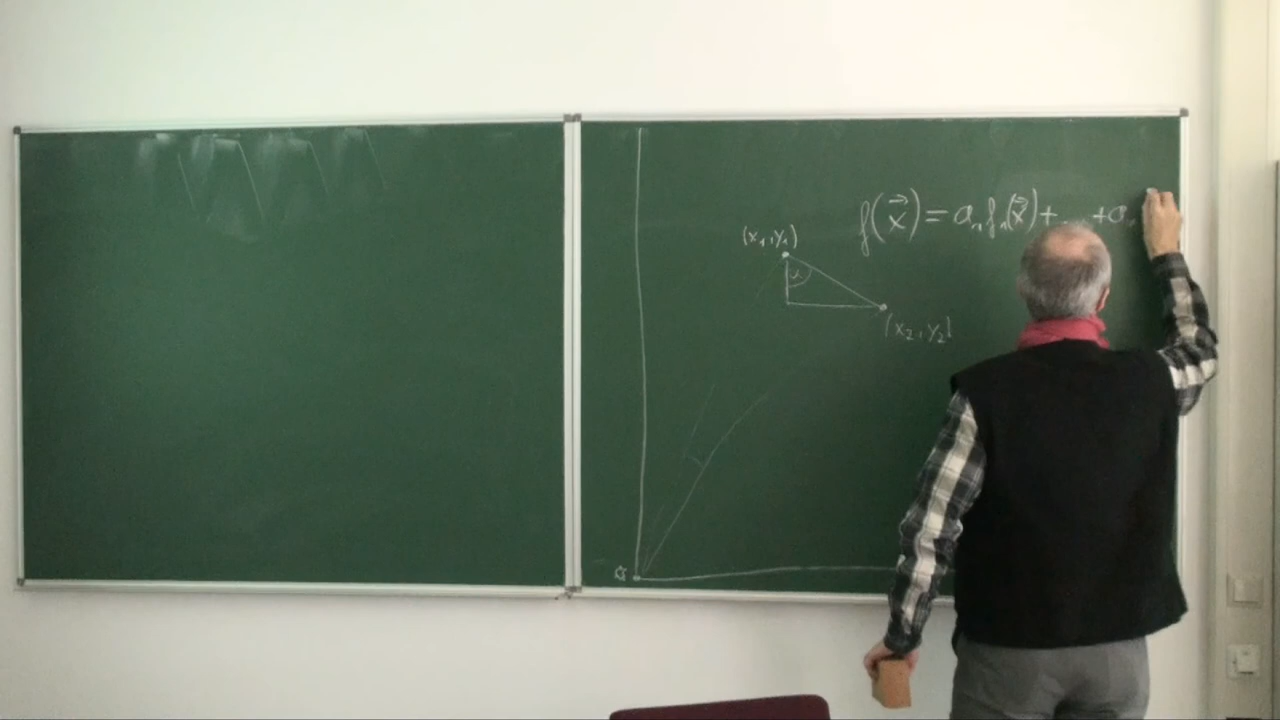 f(x⃗) = a₁f₁(x⃗) + ... + a
(x₁, y₁)
α
(x₂, y₂)